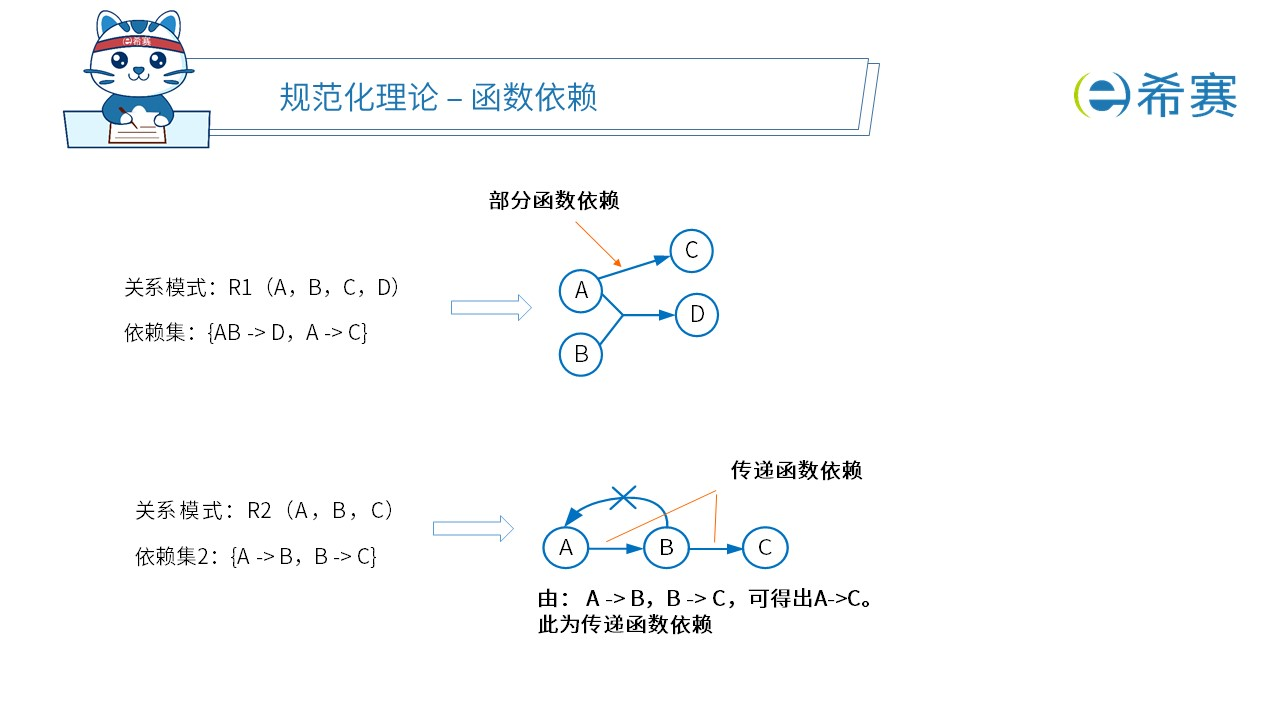 希赛
规范化理论 – 函数依赖
希赛
部分函数依赖
关系模式：R1（A，B，C，D）
依赖集：{AB -> D，A -> C}
A
B
C
D
传递函数依赖
关系模式：R2（A，B，C）
依赖集2：{A -> B，B -> C}
A
B
C
由： A -> B，B -> C，可得出A->C。
此为传递函数依赖